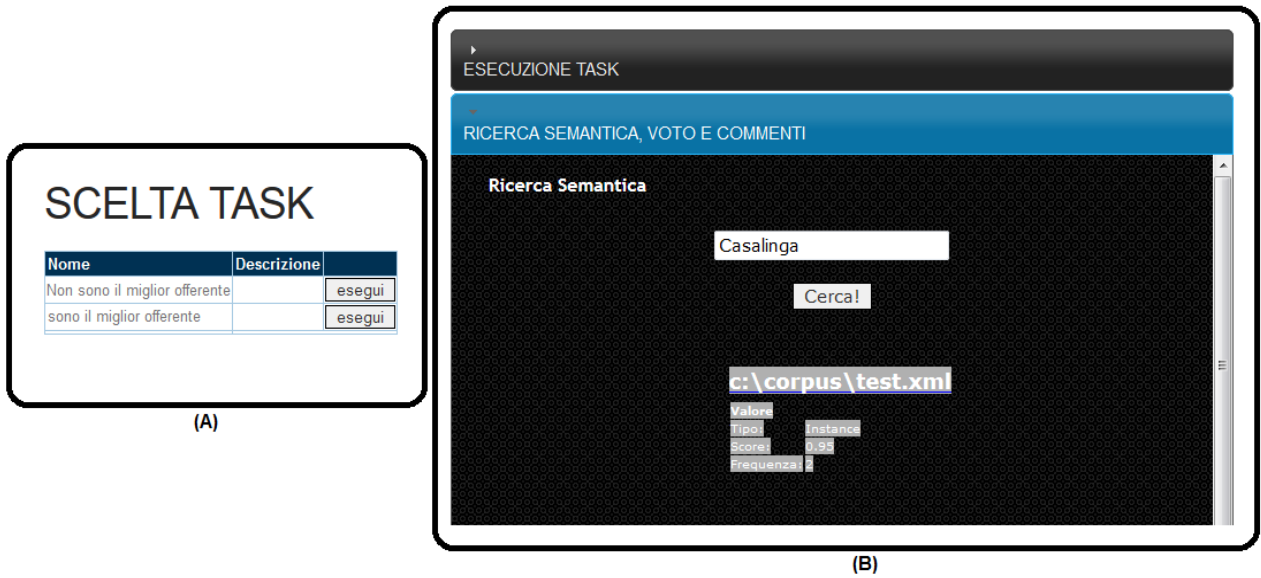 SCELTA TASK
Nome Descrizione
Non sono il miglior offerente esegui
sono il miglior offerente esegui
(A)
ESECUZIONE TASK
RICERCA SEMANTICA, VOTO E COMMENTI
Ricerca Semantica
Casalinga
Cerca!
c:\corpus\test.xml
Valore
Tipo: Instance
Score: 0.95
Frequenza: 2
(B)